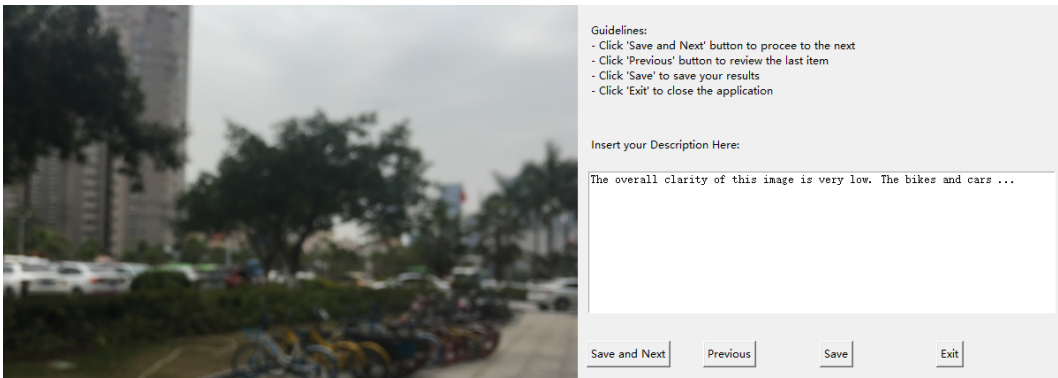 Guidelines:
- Click 'Save and Next' button to procee to the next
- Click 'Previous' button to review the last item
- Click 'Save' to save your results
- Click 'Exit' to close the application
Insert your Description Here:
The overall clarity of this image is very low. The bikes and cars ...
Save and Next
Previous
Save
Exit